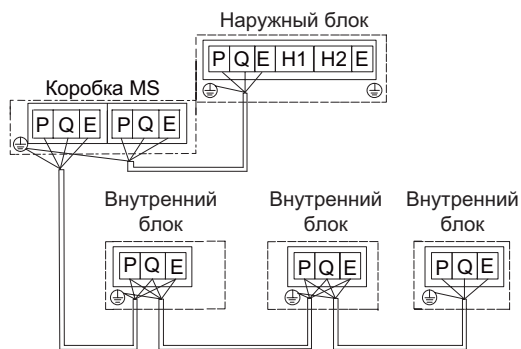 Наружный блок
P Q E H1 H2 E
Коробка MS
P Q E P Q E
Внутренний блок
Внутренний блок
Внутренний блок
P Q E
P Q E
P Q E